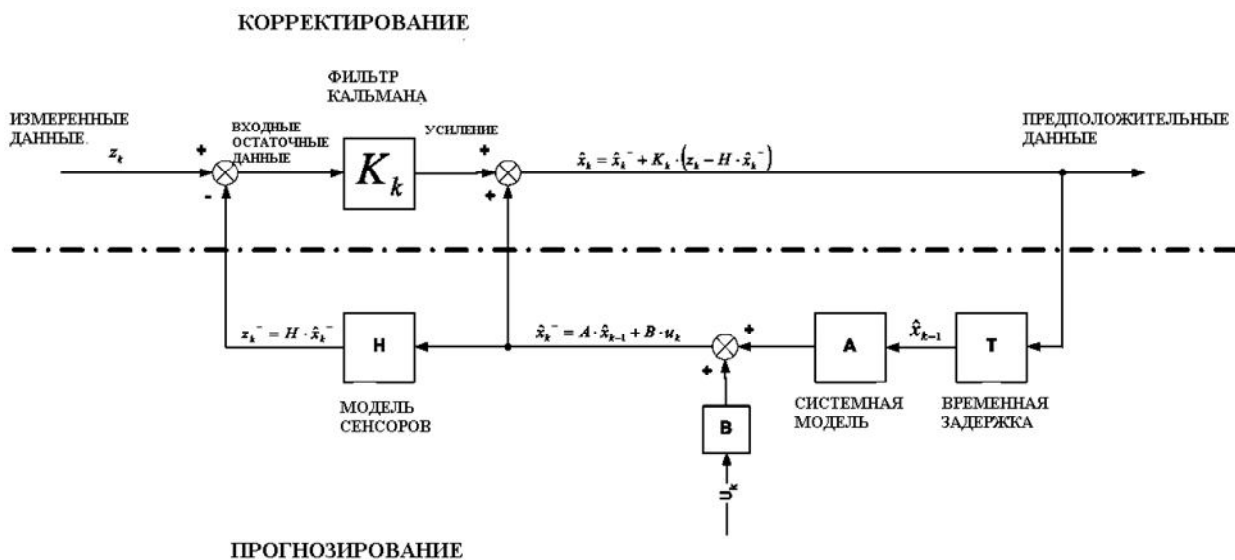 КОРРЕКТИРОВАНИЕ
ФИЛЬТР
КАЛЬМАНА
ИЗМЕРЕННЫЕ
ДАННЫЕ.
z_k
+
-
ВХОДНЫЕ
ОСТАТОЧНЫЕ
ДАННЫЕ
K_k
УСИЛЕНИЕ
+
+
x̂_k = x̂_k^- + K_k · (z_k − H · x̂_k^-)
ПРЕДПОЛОЖИТЕЛЬНЫЕ
ДАННЫЕ
z_k^- = H · x̂_k^-
H
x̂_k^- = A · x̂_{k-1} + B · u_k
+
+
A
x̂_{k-1}
T
МОДЕЛЬ
СЕНСОРОВ
B
СИСТЕМНАЯ
МОДЕЛЬ
ВРЕМЕННАЯ
ЗАДЕРЖКА
U_k
ПРОГНОЗИРОВАНИЕ